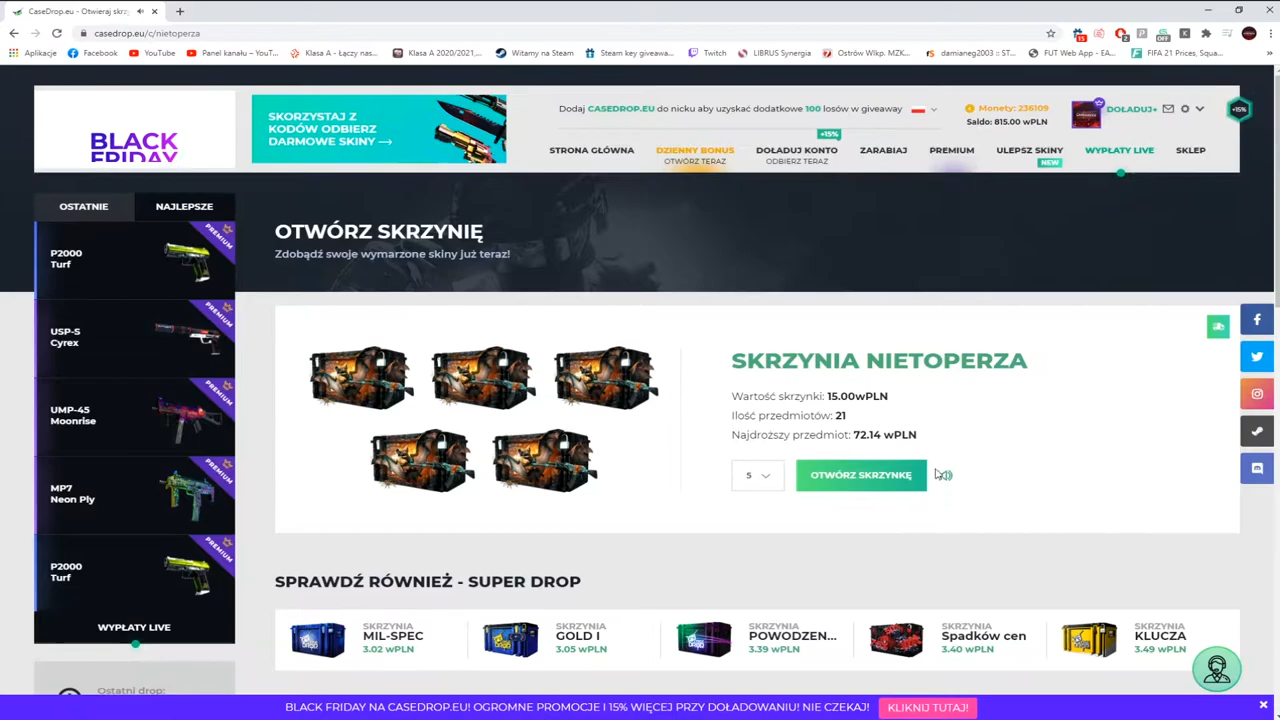 CaseDrop.eu - Otwieraj skrz
casedrop.eu/c/nietoperza
15
2
OFF
Aplikacje
Facebook
YouTube
Panel kanału – YouT...
Klasa A - Łączy nas...
Klasa A 2020/2021,...
Witamy na Steam
Steam key giveawa...
Twitch
LIBRUS Synergia
Ostrów Wlkp. MZK...
damianeg2003 :: ST...
FUT Web App - EA...
FIFA 21 Prices, Squa...
BLACK
FRIDAY
SKORZYSTAJ Z
KODÓW ODBIERZ
DARMOWE SKINY
Dodaj CASEDROP.EU do nicku aby uzyskać dodatkowe 100 losów w giveaway
Monety: 236109
Saldo: 815.00 wPLN
DOŁADUJ+
+15%
+15%
STRONA GŁÓWNA
DZIENNY BONUS
OTWÓRZ TERAZ
DOŁADUJ KONTO
ODBIERZ TERAZ
ZARABIAJ
PREMIUM
ULEPSZ SKINY
NEW
WYPŁATY LIVE
SKLEP
OSTATNIE
NAJLEPSZE
P2000
Turf
PREMIUM
USP-S
Cyrex
PREMIUM
UMP-45
Moonrise
PREMIUM
MP7
Neon Ply
PREMIUM
P2000
Turf
PREMIUM
WYPŁATY LIVE
Ostatni drop:
OTWÓRZ SKRZYNIĘ
Zdobądź swoje wymarzone skiny już teraz!
SKRZYNIA NIETOPERZA
Wartość skrzynki: 15.00wPLN
Ilość przedmiotów: 21
Najdroższy przedmiot: 72.14 wPLN
5
OTWÓRZ SKRZYNKĘ
SPRAWDŹ RÓWNIEŻ - SUPER DROP
SKRZYNIA
MIL-SPEC
3.02 wPLN
SKRZYNIA
GOLD I
3.05 wPLN
SKRZYNIA
POWODZEN...
3.39 wPLN
SKRZYNIA
Spadków cen
3.40 wPLN
SKRZYNIA
KLUCZA
3.49 wPLN
BLACK FRIDAY NA CASEDROP.EU! OGROMNE PROMOCJE I 15% WIĘCEJ PRZY DOŁADOWANIU! NIE CZEKAJ!
KLIKNIJ TUTAJ!